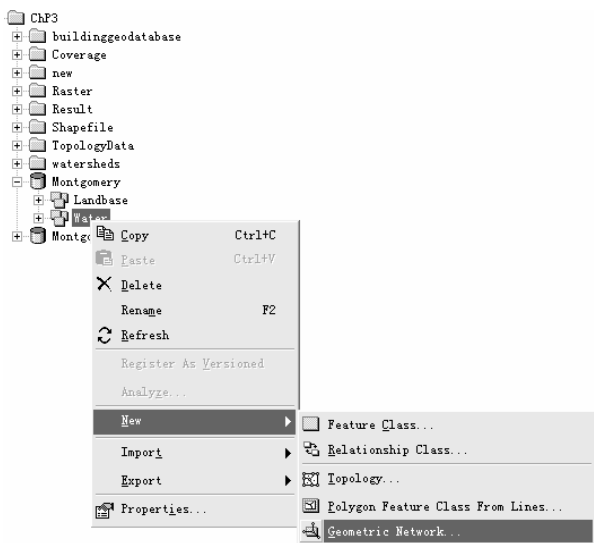 ChP3
buildinggeodatabase
Coverage
new
Raster
Result
Shapefile
TopologyData
watersheds
Montgomery
Landbase
Water
Montgo
Copy Ctrl+C
Paste Ctrl+V
Delete
Rename F2
Refresh
Register As Versioned
Analyze...
New
Import
Export
Properties...
Feature Class...
Relationship Class...
Topology...
Polygon Feature Class From Lines...
Geometric Network...